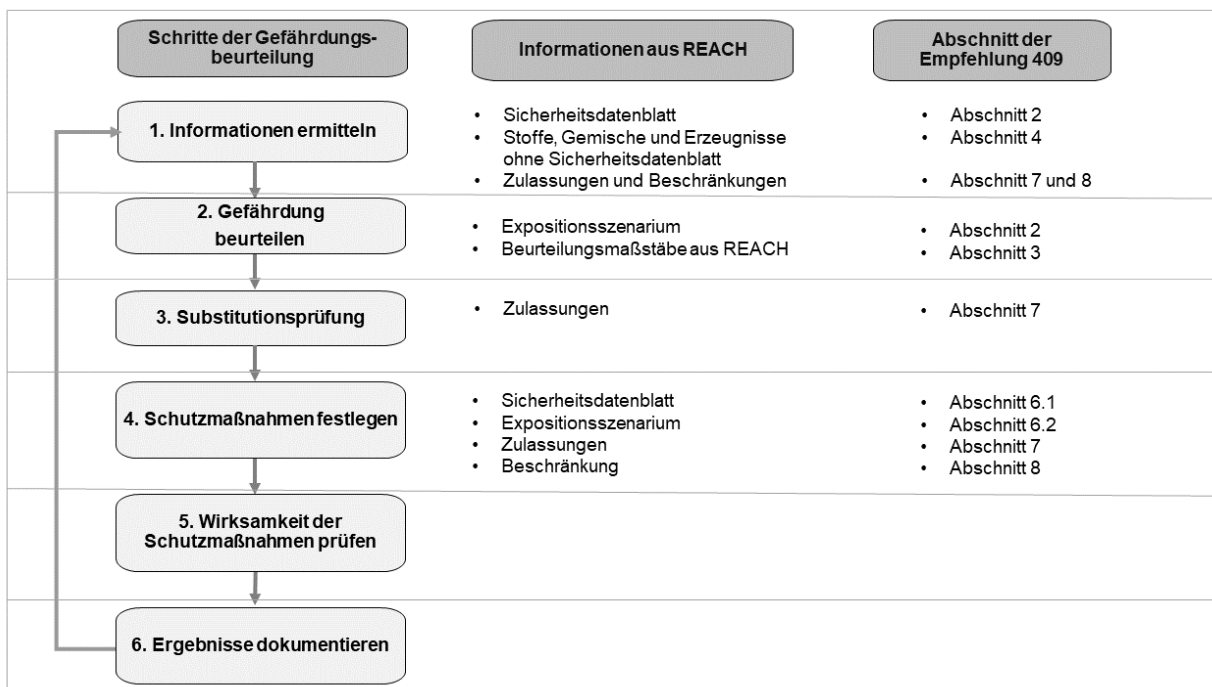 Schritte der Gefährdungs-
beurteilung
Informationen aus REACH
Abschnitt der
Empfehlung 409
1. Informationen ermitteln
• Sicherheitsdatenblatt
• Stoffe, Gemische und Erzeugnisse
ohne Sicherheitsdatenblatt
• Zulassungen und Beschränkungen
• Abschnitt 2
• Abschnitt 4
• Abschnitt 7 und 8
2. Gefährdung
beurteilen
• Expositionsszenarium
• Beurteilungsmaßstäbe aus REACH
• Abschnitt 2
• Abschnitt 3
3. Substitutionsprüfung
• Zulassungen
• Abschnitt 7
4. Schutzmaßnahmen festlegen
• Sicherheitsdatenblatt
• Expositionsszenarium
• Zulassungen
• Beschränkung
• Abschnitt 6.1
• Abschnitt 6.2
• Abschnitt 7
• Abschnitt 8
5. Wirksamkeit der
Schutzmaßnahmen prüfen
6. Ergebnisse dokumentieren